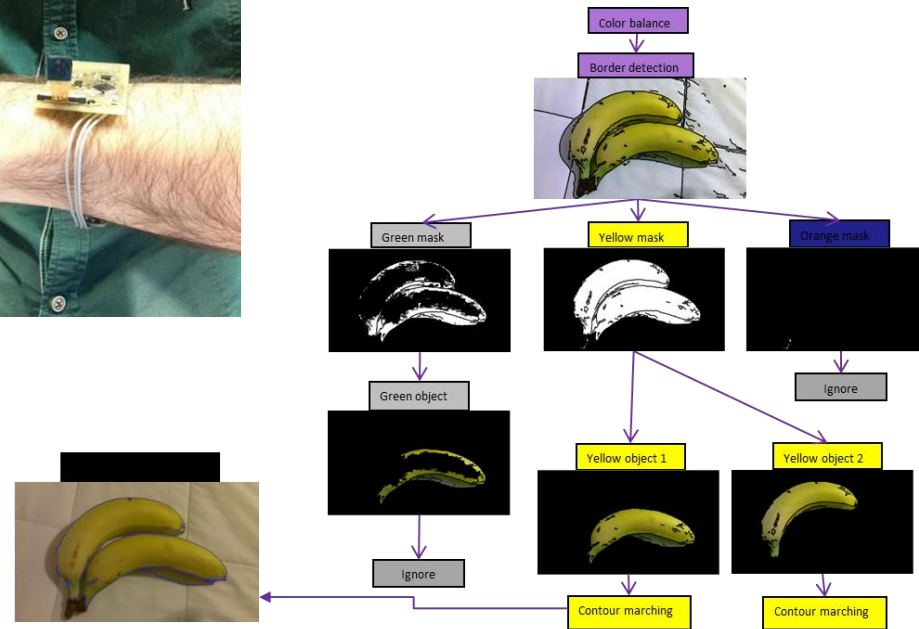 Color balance
Border detection
Green mask
Yellow mask
Orange mask
Ignore
Green object
Yellow object 1
Yellow object 2
Ignore
Contour marching
Contour marching